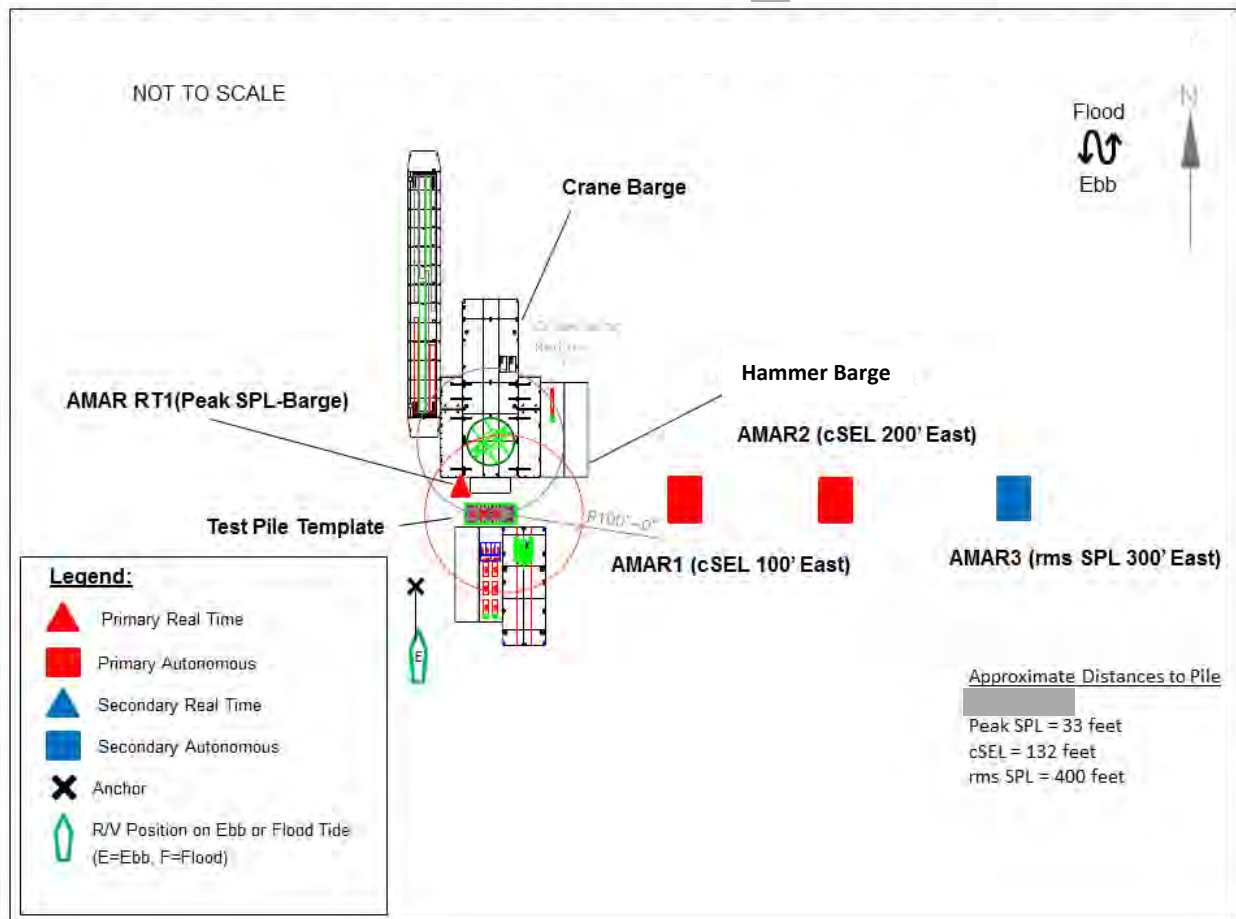 NOT TO SCALE
Flood
Ebb
N
Crane Barge
Hammer Barge
AMAR RT1(Peak SPL-Barge)
AMAR2 (cSEL 200' East)
Test Pile Template
R100'-0"
AMAR1 (cSEL 100' East)
AMAR3 (rms SPL 300' East)
E
Legend:
Primary Real Time
Primary Autonomous
Secondary Real Time
Secondary Autonomous
Anchor
R/V Position on Ebb or Flood Tide
(E=Ebb, F=Flood)
Approximate Distances to Pile
Peak SPL = 33 feet
cSEL = 132 feet
rms SPL = 400 feet